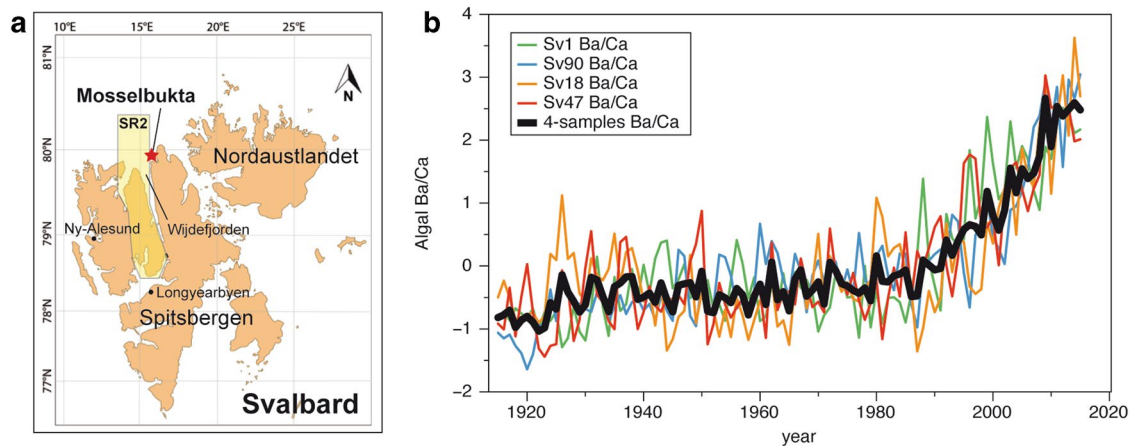 a
10°E 15°E 20°E 25°E
81°N
80°N
79°N
78°N
77°N
N
Mosselbukta
SR2
Nordaustlandet
Ny-Alesund
Wijdefjorden
Longyearbyen
Spitsbergen
Svalbard
b
Algal Ba/Ca
4
3
2
1
0
−1
−2
Sv1 Ba/Ca
Sv90 Ba/Ca
Sv18 Ba/Ca
Sv47 Ba/Ca
4-samples Ba/Ca
1920 1940 1960 1980 2000 2020
year